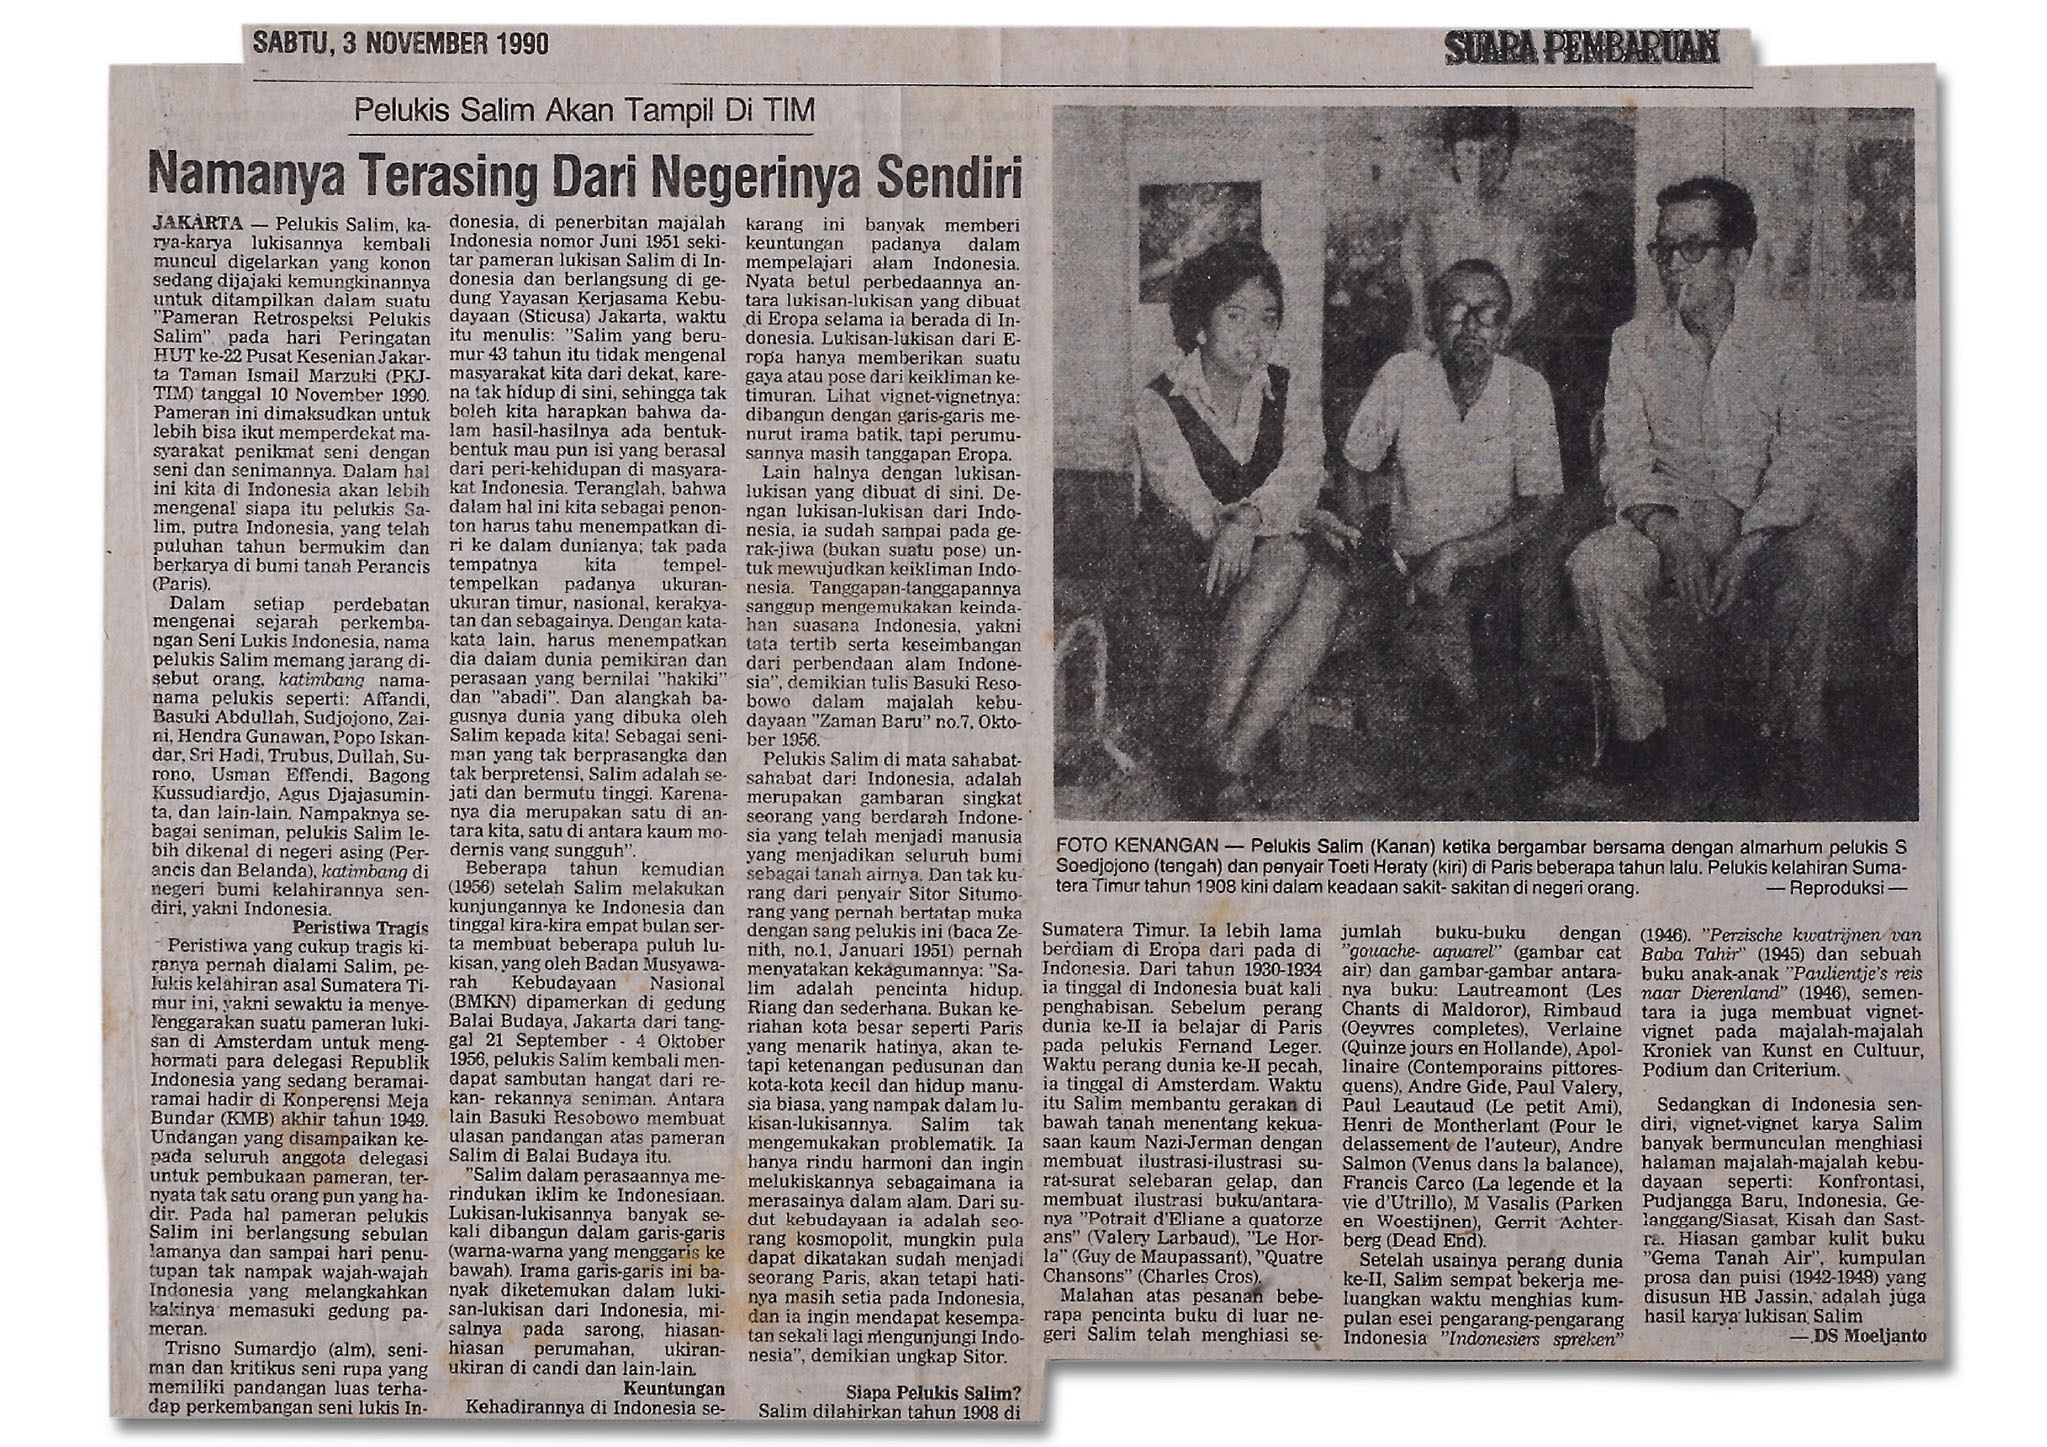 SABTU, 3 NOVEMBER 1990
SUARA PEMBARUAN
Pelukis Salim Akan Tampil Di TIM
Namanya Terasing Dari Negerinya Sendiri
JAKARTA — Pelukis Salim, ka-
rya-karya lukisannya kembali
muncul digelarkan yang konon
sedang dijajaki kemungkinannya
untuk ditampilkan dalam suatu
"Pameran Retrospeksi Pelukis
Salim", pada hari Peringatan
HUT ke-22 Pusat Kesenian Jakar-
ta Taman Ismail Marzuki (PKJ-
TIM) tanggal 10 November 1990.
Pameran ini dimaksudkan untuk
lebih bisa ikut memperdekat ma-
syarakat penikmat seni dengan
seni dan senimannya. Dalam hal
ini kita di Indonesia akan lebih
mengenal siapa itu pelukis Sa-
lim, putra Indonesia, yang telah
puluhan tahun bermukim dan
berkarya di bumi tanah Perancis
(Paris).
Dalam setiap perdebatan
mengenai sejarah perkemba-
ngan Seni Lukis Indonesia, nama
pelukis Salim memang jarang di-
sebut orang, katimbang nama-
nama pelukis seperti: Affandi,
Basuki Abdullah, Sudjojono, Zai-
ni, Hendra Gunawan, Popo Iskan-
dar, Sri Hadi, Trubus, Dullah, Su-
rono, Usman Effendi, Bagong
Kussudiardjo, Agus Djajasumin-
ta, dan lain-lain. Nampaknya se-
bagai seniman, pelukis Salim le-
bih dikenal di negeri asing (Per-
ancis dan Belanda), katimbang di
negeri bumi kelahirannya sen-
diri, yakni Indonesia.
Peristiwa Tragis
Peristiwa yang cukup tragis ki-
ranya pernah dialami Salim, pe-
lukis kelahiran asal Sumatera Ti-
mur ini, yakni sewaktu ia menye-
lenggarakan suatu pameran luki-
san di Amsterdam untuk meng-
hormati para delegasi Republik
Indonesia yang sedang beramai-
ramai hadir di Konperensi Meja
Bundar (KMB) akhir tahun 1949.
Undangan yang disampaikan ke-
pada seluruh anggota delegasi
untuk pembukaan pameran, ter-
nyata tak satu orang pun yang ha-
dir. Pada hal pameran pelukis
Salim ini berlangsung sebulan
lamanya dan sampai hari penu-
tupan tak nampak wajah-wajah
Indonesia yang melangkahkan
kakinya memasuki gedung pa-
meran.
Trisno Sumardjo (alm), seni-
man dan kritikus seni rupa yang
memiliki pandangan luas terha-
dap perkembangan seni lukis In-
donesia, di penerbitan majalah
Indonesia nomor Juni 1951 seki-
tar pameran lukisan Salim di In-
donesia dan berlangsung di ge-
dung Yayasan Kerjasama Kebu-
dayaan (Sticusa) Jakarta, waktu
itu menulis: "Salim yang beru-
mur 43 tahun itu tidak mengenal
masyarakat kita dari dekat, kare-
na tak hidup di sini, sehingga tak
boleh kita harapkan bahwa da-
lam hasil-hasilnya ada bentuk-
bentuk mau pun isi yang berasal
dari peri-kehidupan di masyara-
kat Indonesia. Teranglah, bahwa
dalam hal ini kita sebagai penon-
ton harus tahu menempatkan di-
ri ke dalam dunianya; tak pada
tempatnya kita tempel-
tempelkan padanya ukuran-
ukuran timur, nasional, kerakya-
tan dan sebagainya. Dengan kata-
kata lain, harus menempatkan
dia dalam dunia pemikiran dan
perasaan yang bernilai "hakiki"
dan "abadi". Dan alangkah ba-
gusnya dunia yang dibuka oleh
Salim kepada kita! Sebagai seni-
man yang tak berprasangka dan
tak berpretensi, Salim adalah se-
jati dan bermutu tinggi. Karena-
nya dia merupakan satu di an-
tara kita, satu di antara kaum mo-
dernis yang sungguh".
Beberapa tahun kemudian
(1956) setelah Salim melakukan
kunjungannya ke Indonesia dan
tinggal kira-kira empat bulan ser-
ta membuat beberapa puluh lu-
kisan, yang oleh Badan Musyawa-
rah Kebudayaan Nasional
(BMKN) dipamerkan di gedung
Balai Budaya, Jakarta dari tang-
gal 21 September - 4 Oktober
1956, pelukis Salim kembali men-
dapat sambutan hangat dari re-
kan- rekannya seniman. Antara
lain Basuki Resobowo membuat
ulasan pandangan atas pameran
Salim di Balai Budaya itu.
"Salim dalam perasaannya me-
rindukan iklim ke Indonesiaan.
Lukisan-lukisannya banyak se-
kali dibangun dalam garis-garis
(warna-warna yang menggaris ke
bawah). Irama garis-garis ini ba-
nyak diketemukan dalam luki-
san-lukisan dari Indonesia, mi-
salnya pada sarong, hiasan-
hiasan perumahan, ukiran-
ukiran di candi dan lain-lain.
Keuntungan
Kehadirannya di Indonesia se-
karang ini banyak memberi
keuntungan padanya dalam
mempelajari alam Indonesia.
Nyata betul perbedaannya an-
tara lukisan-lukisan yang dibuat
di Eropa selama ia berada di In-
donesia. Lukisan-lukisan dari E-
ropa hanya memberikan suatu
gaya atau pose dari keikliman ke-
timuran. Lihat vignet-vignetnya:
dibangun dengan garis-garis me-
nurut irama batik, tapi perumu-
sannya masih tanggapan Eropa.
Lain halnya dengan lukisan-
lukisan yang dibuat di sini. De-
ngan lukisan-lukisan dari Indo-
nesia, ia sudah sampai pada ge-
rak-jiwa (bukan suatu pose) un-
tuk mewujudkan keikliman Indo-
nesia. Tanggapan-tanggapannya
sanggup mengemukakan keinda-
han suasana Indonesia, yakni
tata tertib serta keseimbangan
dari perbendaan alam Indone-
sia", demikian tulis Basuki Reso-
bowo dalam majalah kebu-
dayaan "Zaman Baru" no.7, Okto-
ber 1956.
Pelukis Salim di mata sahabat-
sahabat dari Indonesia, adalah
merupakan gambaran singkat
seorang yang berdarah Indone-
sia yang telah menjadi manusia
yang menjadikan seluruh bumi
sebagai tanah airnya. Dan tak ku-
rang dari penyair Sitor Situmo-
rang yang pernah bertatap muka
dengan sang pelukis ini (baca Ze-
nith, no.1, Januari 1951) pernah
menyatakan kekagumannya: "Sa-
lim adalah pencinta hidup.
Riang dan sederhana. Bukan ke-
riahan kota besar seperti Paris
yang menarik hatinya, akan te-
tapi ketenangan pedusunan dan
kota-kota kecil dan hidup manu-
sia biasa, yang nampak dalam lu-
kisan-lukisannya. Salim tak
mengemukakan problematik. Ia
hanya rindu harmoni dan ingin
melukiskannya sebagaimana ia
merasainya dalam alam. Dari su-
dut kebudayaan ia adalah seo-
rang kosmopolit, mungkin pula
dapat dikatakan sudah menjadi
seorang Paris, akan tetapi hati-
nya masih setia pada Indonesia,
dan ia ingin mendapat kesempa-
tan sekali lagi mengunjungi Indo-
nesia", demikian ungkap Sitor.
Siapa Pelukis Salim?
Salim dilahirkan tahun 1908 di
FOTO KENANGAN — Pelukis Salim (Kanan) ketika bergambar bersama dengan almarhum pelukis S
Soedjojono (tengah) dan penyair Toeti Heraty (kiri) di Paris beberapa tahun lalu. Pelukis kelahiran Suma-
tera Timur tahun 1908 kini dalam keadaan sakit- sakitan di negeri orang. — Reproduksi —
Sumatera Timur. Ia lebih lama
berdiam di Eropa dari pada di
Indonesia. Dari tahun 1930-1934
ia tinggal di Indonesia buat kali
penghabisan. Sebelum perang
dunia ke-II ia belajar di Paris
pada pelukis Fernand Leger.
Waktu perang dunia ke-II pecah,
ia tinggal di Amsterdam. Waktu
itu Salim membantu gerakan di
bawah tanah menentang kekua-
saan kaum Nazi-Jerman dengan
membuat ilustrasi-ilustrasi su-
rat-surat selebaran gelap, dan
membuat ilustrasi buku/antara-
nya "Potrait d'Eliane a quatorze
ans" (Valery Larbaud), "Le Hor-
la" (Guy de Maupassant), "Quatre
Chansons" (Charles Cros).
Malahan atas pesanan bebe-
rapa pencinta buku di luar ne-
geri Salim telah menghiasi se-
jumlah buku-buku dengan
"gouache- aquarel" (gambar cat
air) dan gambar-gambar antara-
nya buku: Lautreamont (Les
Chants di Maldoror), Rimbaud
(Oeyvres completes), Verlaine
(Quinze jours en Hollande), Apol-
linaire (Contemporains pittores-
quens), Andre Gide, Paul Valery,
Paul Leautaud (Le petit Ami),
Henri de Montherlant (Pour le
delassement de l'auteur), Andre
Salmon (Venus dans la balance),
Francis Carco (La legende et la
vie d'Utrillo), M Vasalis (Parken
en Woestijnen), Gerrit Achter-
berg (Dead End).
Setelah usainya perang dunia
ke-II, Salim sempat bekerja me-
luangkan waktu menghias kum-
pulan esei pengarang-pengarang
Indonesia "Indonesiers spreken"
(1946). "Perzische kwatrijnen van
Baba Tahir" (1945) dan sebuah
buku anak-anak "Paulientje's reis
naar Dierenland" (1946), semen-
tara ia juga membuat vignet-
vignet pada majalah-majalah
Kroniek van Kunst en Cultuur,
Podium dan Criterium.
Sedangkan di Indonesia sen-
diri, vignet-vignet karya Salim
banyak bermunculan menghiasi
halaman majalah-majalah kebu-
dayaan seperti: Konfrontasi,
Pudjangga Baru, Indonesia, Ge-
langgang/Siasat, Kisah dan Sast-
ra. Hiasan gambar kulit buku
"Gema Tanah Air", kumpulan
prosa dan puisi (1942-1948) yang
disusun HB Jassin, adalah juga
hasil karya lukisan Salim
— DS Moeljanto